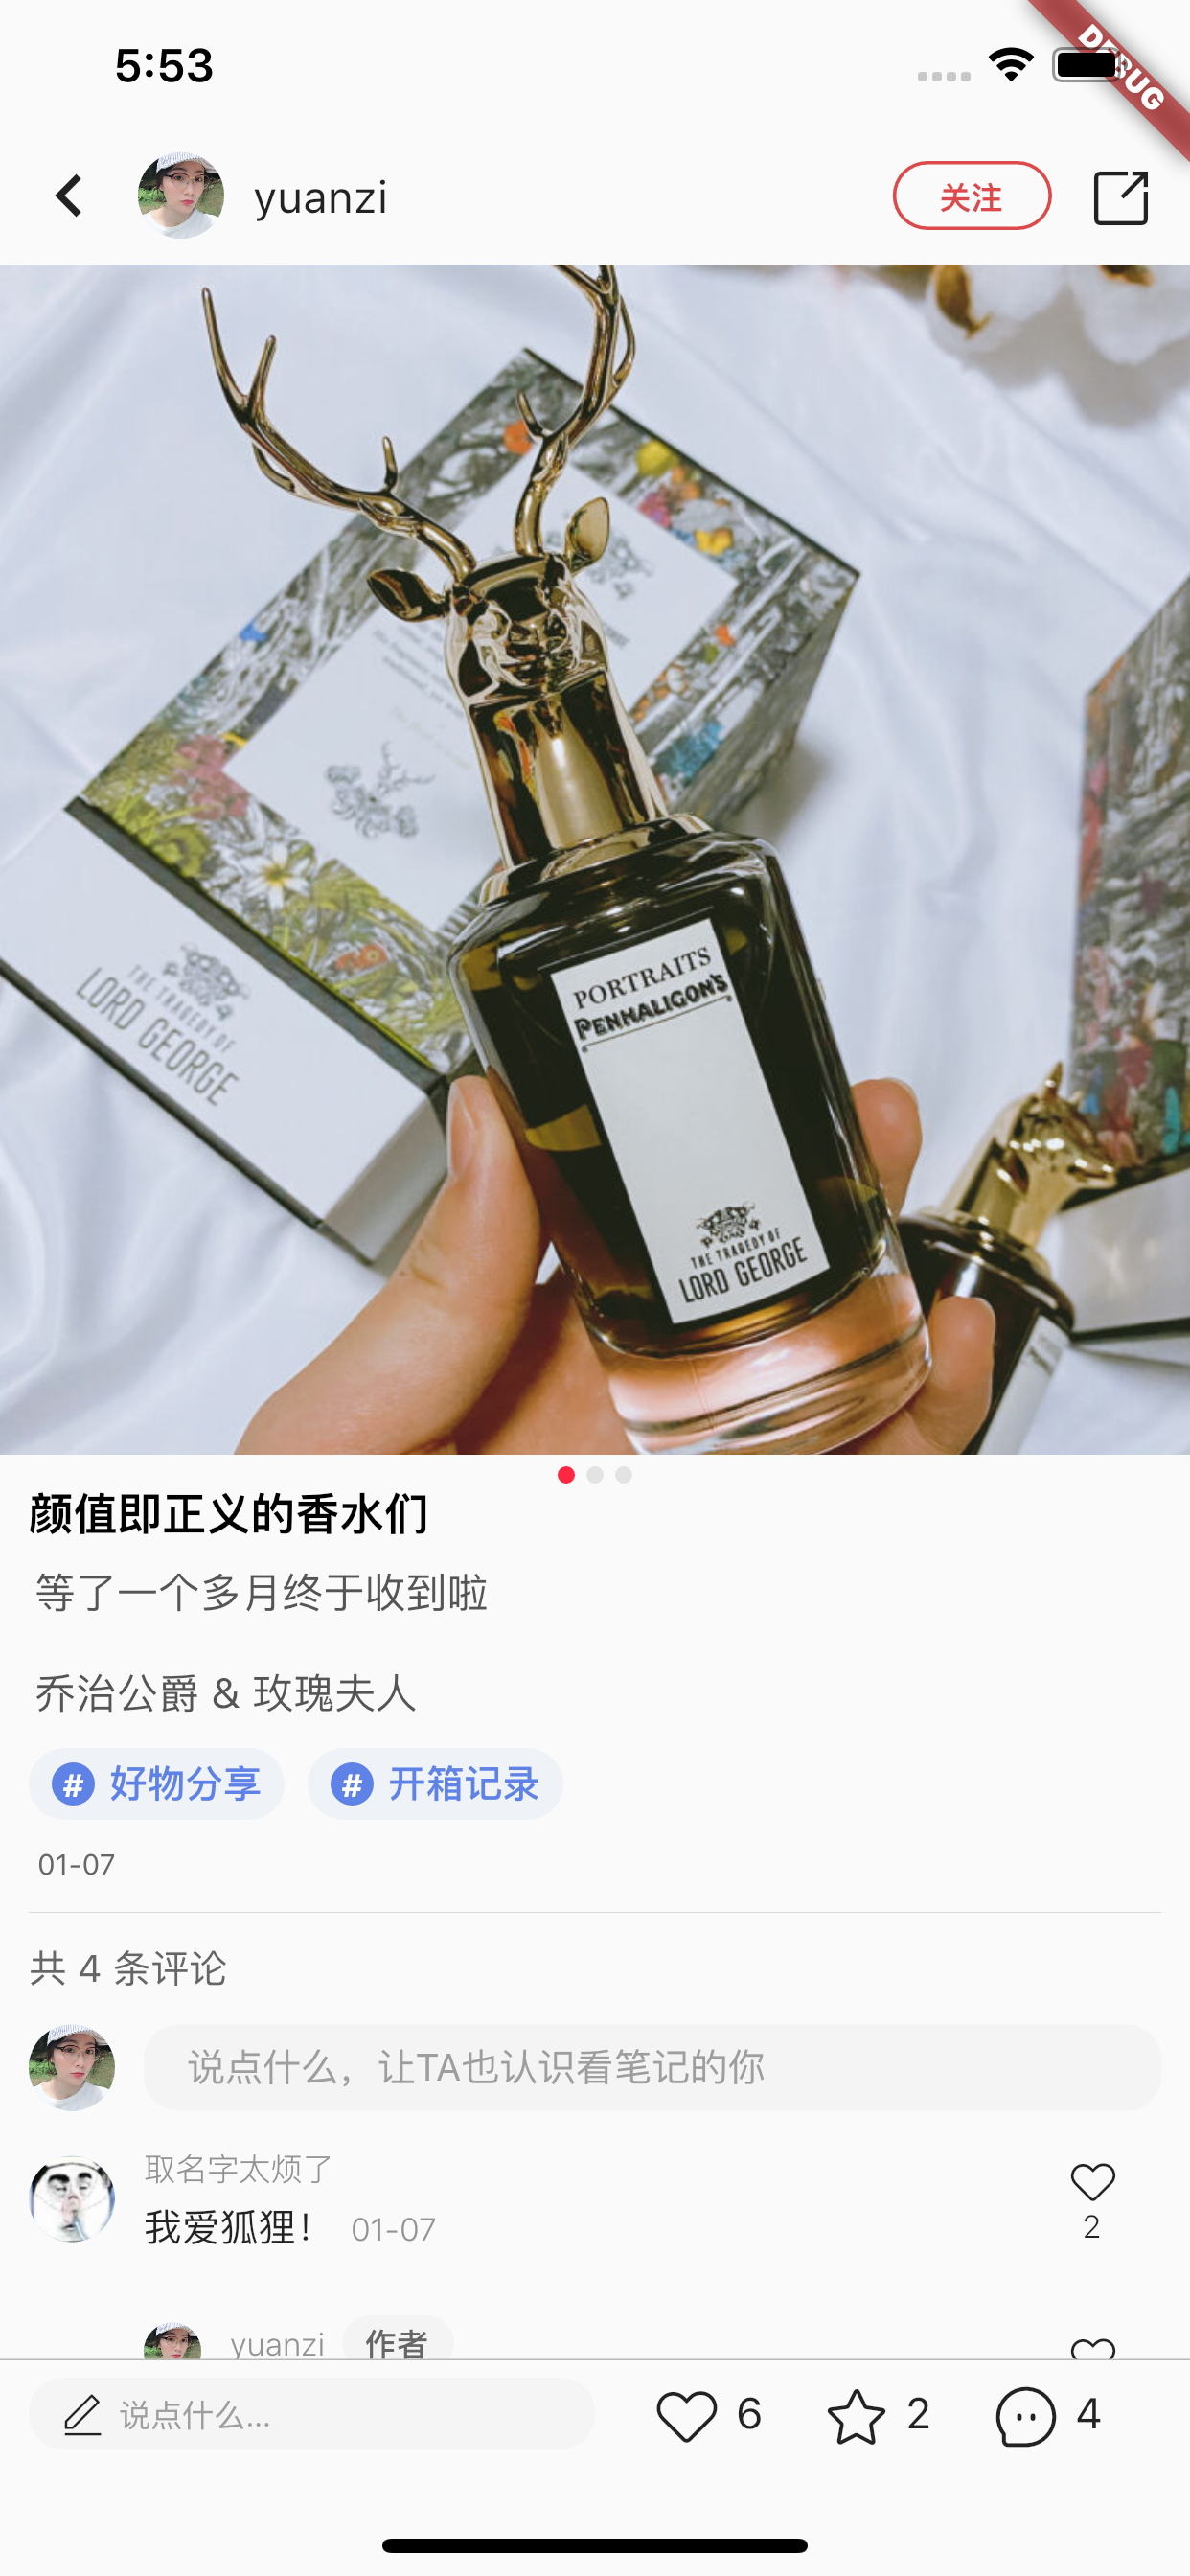 5:53
DEBUG
yuanzi
关注
THE TRAGEDY OF
LORD GEORGE
PORTRAITS
PENHALIGON'S
THE TRAGEDY OF
LORD GEORGE
颜值即正义的香水们
等了一个多月终于收到啦
乔治公爵 & 玫瑰夫人
# 好物分享 # 开箱记录
01-07
共 4 条评论
说点什么，让TA也认识看笔记的你
取名字太烦了
我爱狐狸！ 01-07
2
yuanzi 作者
说点什么... 6 2 4